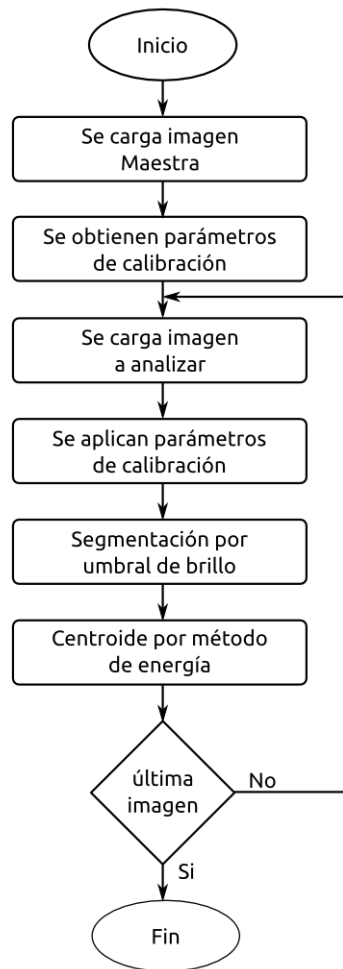 Inicio
Se carga imagen
Maestra
Se obtienen parámetros
de calibración
Se carga imagen
a analizar
Se aplican parámetros
de calibración
Segmentación por
umbral de brillo
Centroide por método
de energía
última
imagen
No
Si
Fin